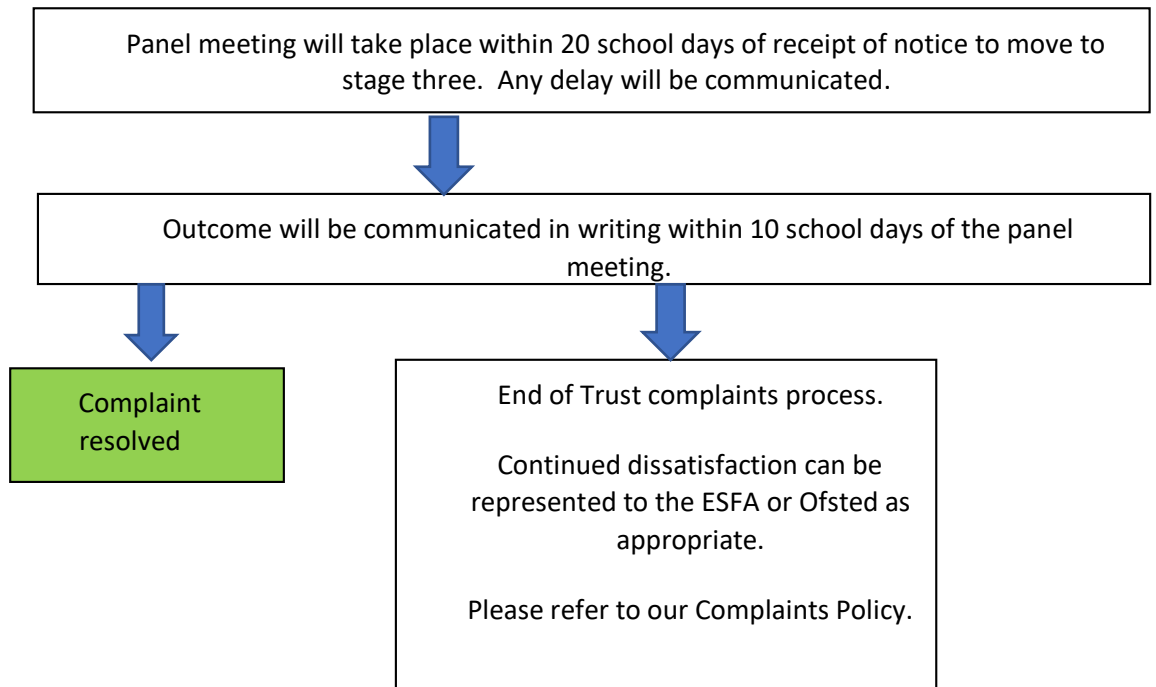 Panel meeting will take place within 20 school days of receipt of notice to move to
stage three.  Any delay will be communicated.
Outcome will be communicated in writing within 10 school days of the panel
meeting.
Complaint
resolved
End of Trust complaints process.
Continued dissatisfaction can be
represented to the ESFA or Ofsted as
appropriate.
Please refer to our Complaints Policy.